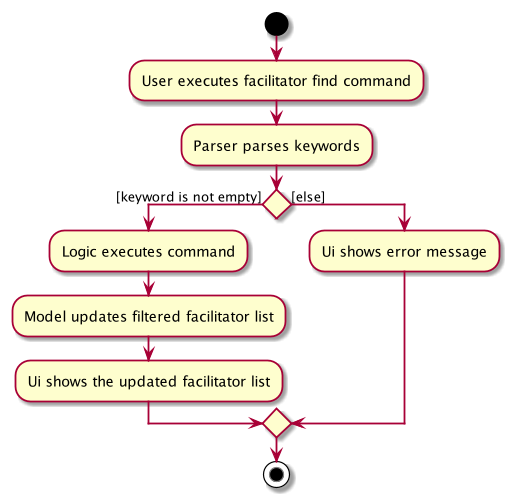 User executes facilitator find command
Parser parses keywords
[keyword is not empty]
[else]
Logic executes command
Ui shows error message
Model updates filtered facilitator list
Ui shows the updated facilitator list